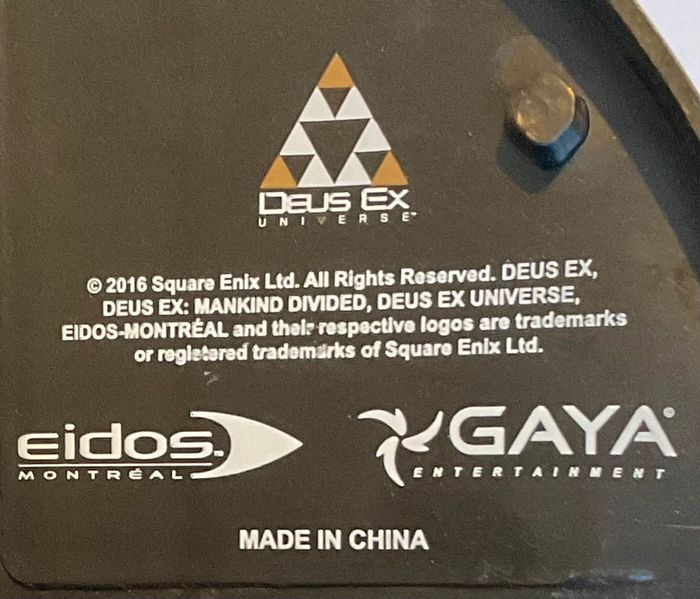 DEUS EX
UNIVERSE™
© 2016 Square Enix Ltd. All Rights Reserved. DEUS EX,
DEUS EX: MANKIND DIVIDED, DEUS EX UNIVERSE,
EIDOS-MONTRÉAL and their respective logos are trademarks
or registered trademarks of Square Enix Ltd.
eidos™
MONTRÉAL
GAYA®
ENTERTAINMENT
MADE IN CHINA